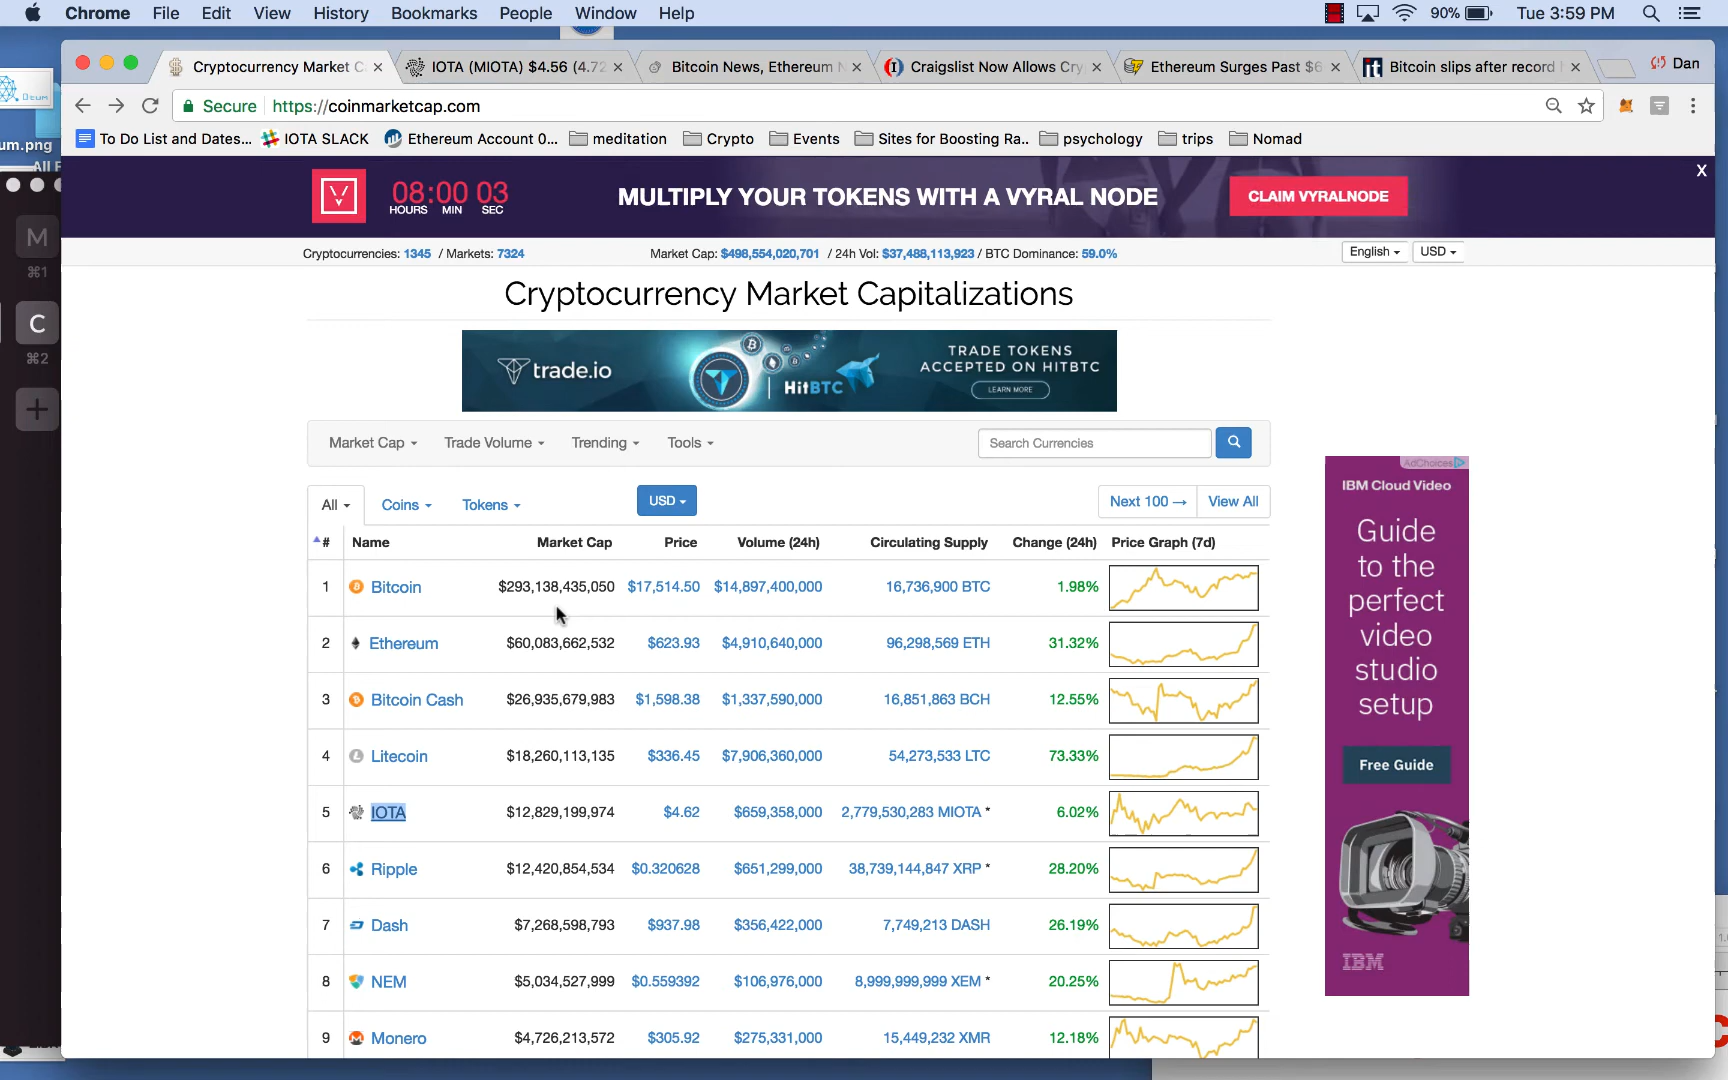 Chrome File Edit View History Bookmarks People Window Help 90% Tue 3:59 PM
Cryptocurrency Market C IOTA (MIOTA) $4.56 (4.72 Bitcoin News, Ethereum N Craigslist Now Allows Cry Ethereum Surges Past $6 Bitcoin slips after record h Dan
Secure https://coinmarketcap.com
To Do List and Dates... IOTA SLACK Ethereum Account 0... meditation Crypto Events Sites for Boosting Ra.. psychology trips Nomad
um.png
All F
M
⌘1
C
⌘2
08:00 03
HOURS MIN SEC
MULTIPLY YOUR TOKENS WITH A VYRAL NODE
CLAIM VYRALNODE
X
Cryptocurrencies: 1345 / Markets: 7324 Market Cap: $498,554,020,701 / 24h Vol: $37,488,113,923 / BTC Dominance: 59.0% English USD
Cryptocurrency Market Capitalizations
trade.io HitBTC
TRADE TOKENS
ACCEPTED ON HITBTC
LEARN MORE
Market Cap Trade Volume Trending Tools Search Currencies
All Coins Tokens USD Next 100 → View All
# Name Market Cap Price Volume (24h) Circulating Supply Change (24h) Price Graph (7d)
1 Bitcoin $293,138,435,050 $17,514.50 $14,897,400,000 16,736,900 BTC 1.98%
2 Ethereum $60,083,662,532 $623.93 $4,910,640,000 96,298,569 ETH 31.32%
3 Bitcoin Cash $26,935,679,983 $1,598.38 $1,337,590,000 16,851,863 BCH 12.55%
4 Litecoin $18,260,113,135 $336.45 $7,906,360,000 54,273,533 LTC 73.33%
5 IOTA $12,829,199,974 $4.62 $659,358,000 2,779,530,283 MIOTA * 6.02%
6 Ripple $12,420,854,534 $0.320628 $651,299,000 38,739,144,847 XRP * 28.20%
7 Dash $7,268,598,793 $937.98 $356,422,000 7,749,213 DASH 26.19%
8 NEM $5,034,527,999 $0.559392 $106,976,000 8,999,999,999 XEM * 20.25%
9 Monero $4,726,213,572 $305.92 $275,331,000 15,449,232 XMR 12.18%
AdChoices
IBM Cloud Video
Guide
to the
perfect
video
studio
setup
Free Guide
IBM